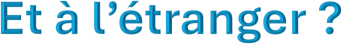 Et à l’étranger ?